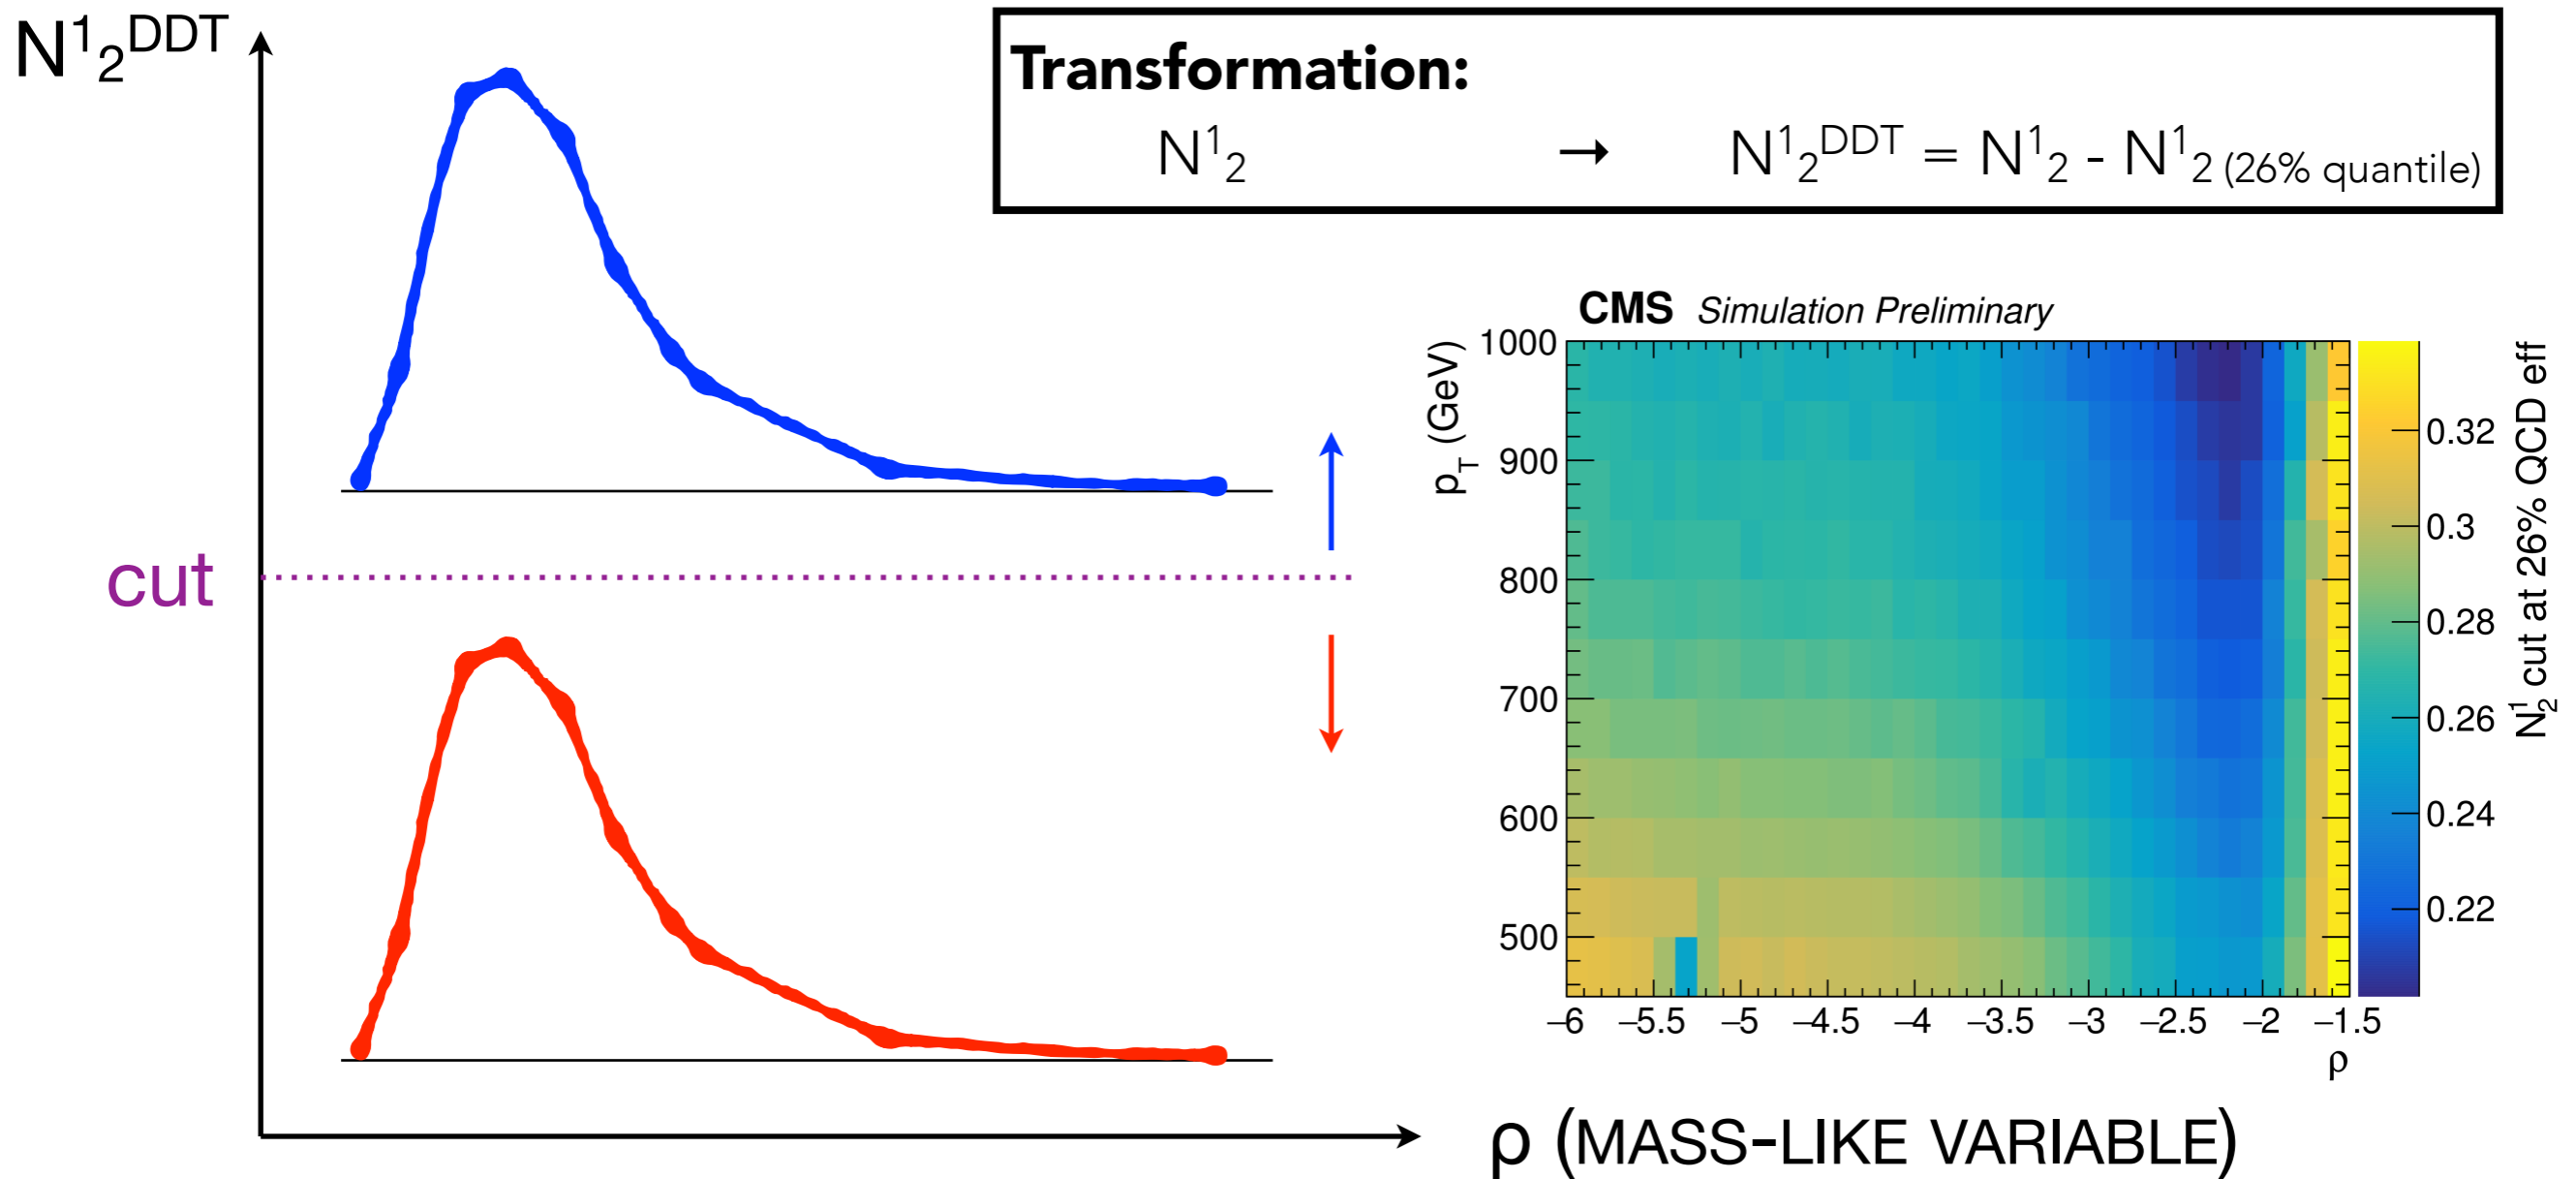 N¹₂ᴰᴰᵀ
Transformation:
N¹₂ → N¹₂ᴰᴰᵀ = N¹₂ - N¹₂ (26% quantile)
cut
CMS Simulation Preliminary
p_T (GeV)
1000
900
800
700
600
500
−6 −5.5 −5 −4.5 −4 −3.5 −3 −2.5 −2 −1.5
ρ
0.32
0.3
0.28
0.26
0.24
0.22
N¹₂ cut at 26% QCD eff
ρ (MASS-LIKE VARIABLE)